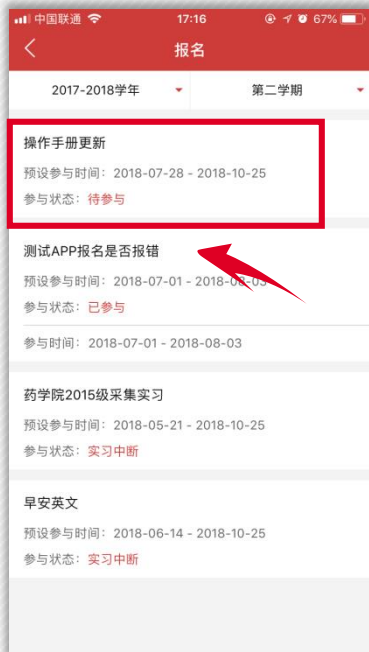 中国联通 17:16 67%
报名
2017-2018学年 第二学期
操作手册更新
预设参与时间：2018-07-28 - 2018-10-25
参与状态：待参与
测试APP报名是否报错
预设参与时间：2018-07-01 - 2018-08-03
参与状态：已参与
参与时间：2018-07-01 - 2018-08-03
药学院2015级采集实习
预设参与时间：2018-05-21 - 2018-10-25
参与状态：实习中断
早安英文
预设参与时间：2018-06-14 - 2018-10-25
参与状态：实习中断